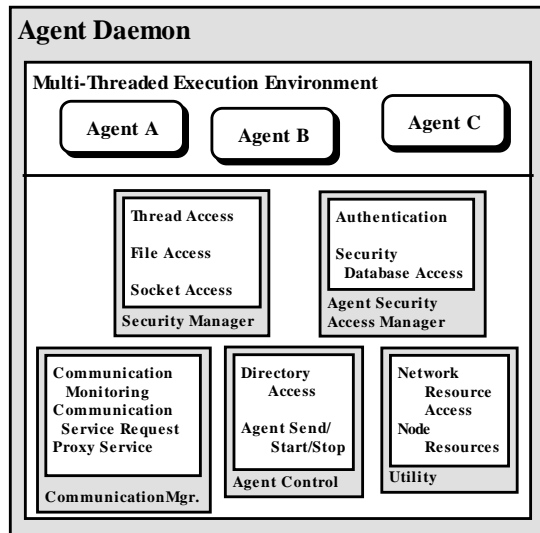 Agent Daemon
Multi-Threaded Execution Environment
Agent A
Agent B
Agent C
Thread Access
File Access
Socket Access
Security Manager
Authentication
Security
Database Access
Agent Security
Access Manager
Communication
Monitoring
Communication
Service Request
Proxy Service
CommunicationMgr.
Directory
Access
Agent Send/
Start/Stop
Agent Control
Network
Resource
Access
Node
Resources
Utility